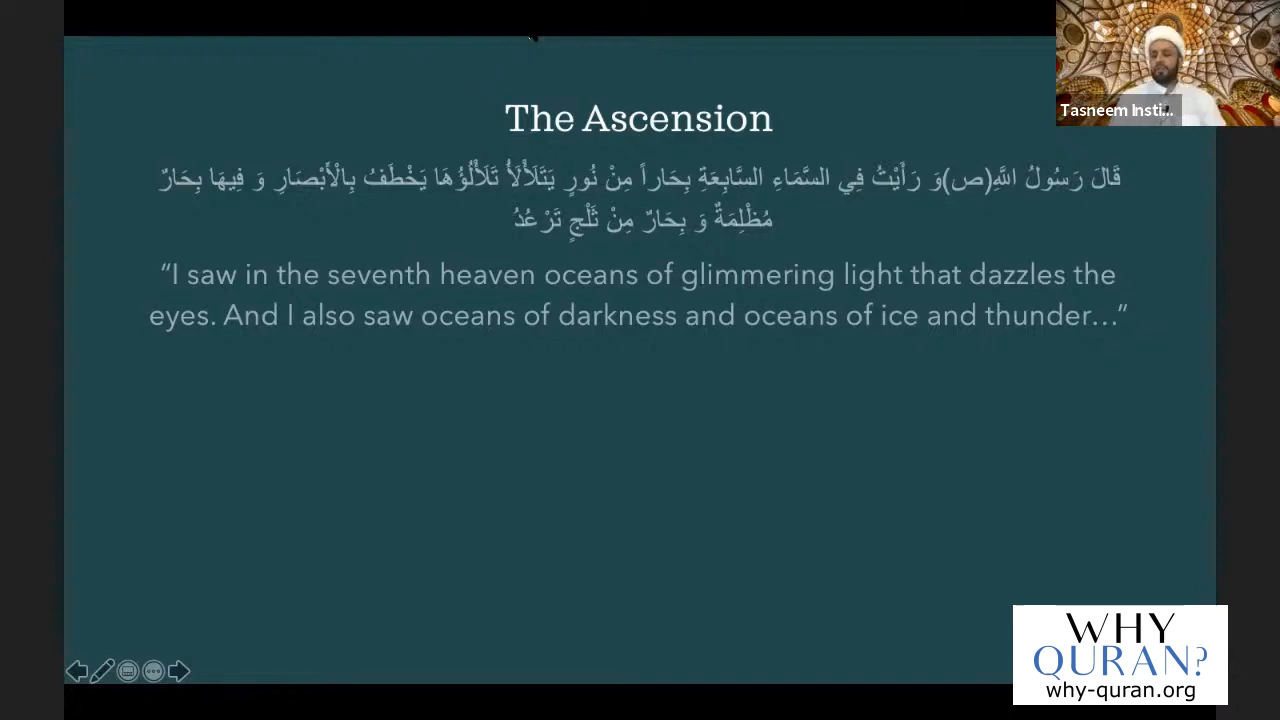 Tasneem Insti...
The Ascension
قَالَ رَسُولُ اللَّهِ(ص)وَ رَأَيْتُ فِي السَّمَاءِ السَّابِعَةِ بِحَاراً مِنْ نُورٍ يَتَلَأْلَأُ تَلَأْلُؤُهَا يَخْطَفُ بِالْأَبْصَارِ وَ فِيهَا بِحَارٌ
مُظْلِمَةٌ وَ بِحَارٌ مِنْ ثَلْجٍ تَرْعُدُ
“I saw in the seventh heaven oceans of glimmering light that dazzles the
eyes. And I also saw oceans of darkness and oceans of ice and thunder…”
WHY
QURAN?
why-quran.org